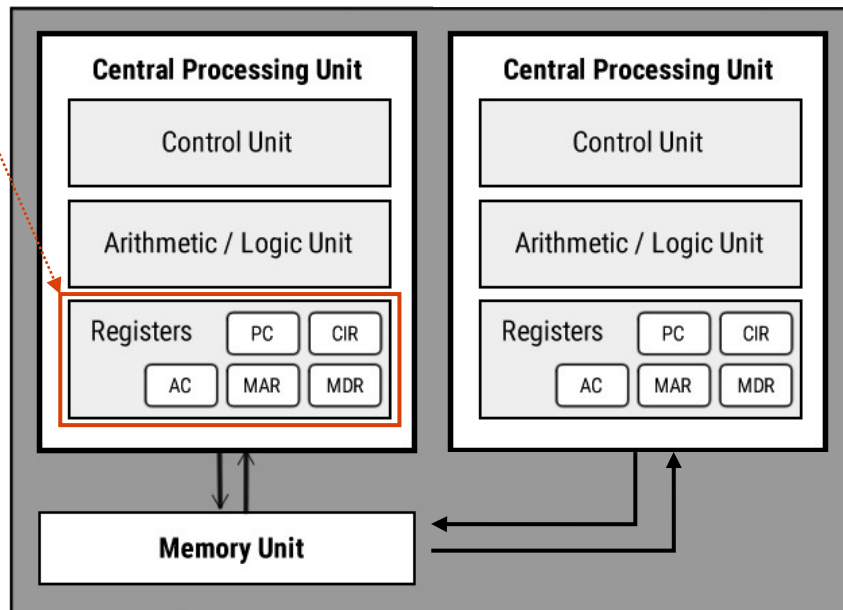 Central Processing Unit
Control Unit
Arithmetic / Logic Unit
Registers
PC
CIR
AC
MAR
MDR
Central Processing Unit
Control Unit
Arithmetic / Logic Unit
Registers
PC
CIR
AC
MAR
MDR
Memory Unit